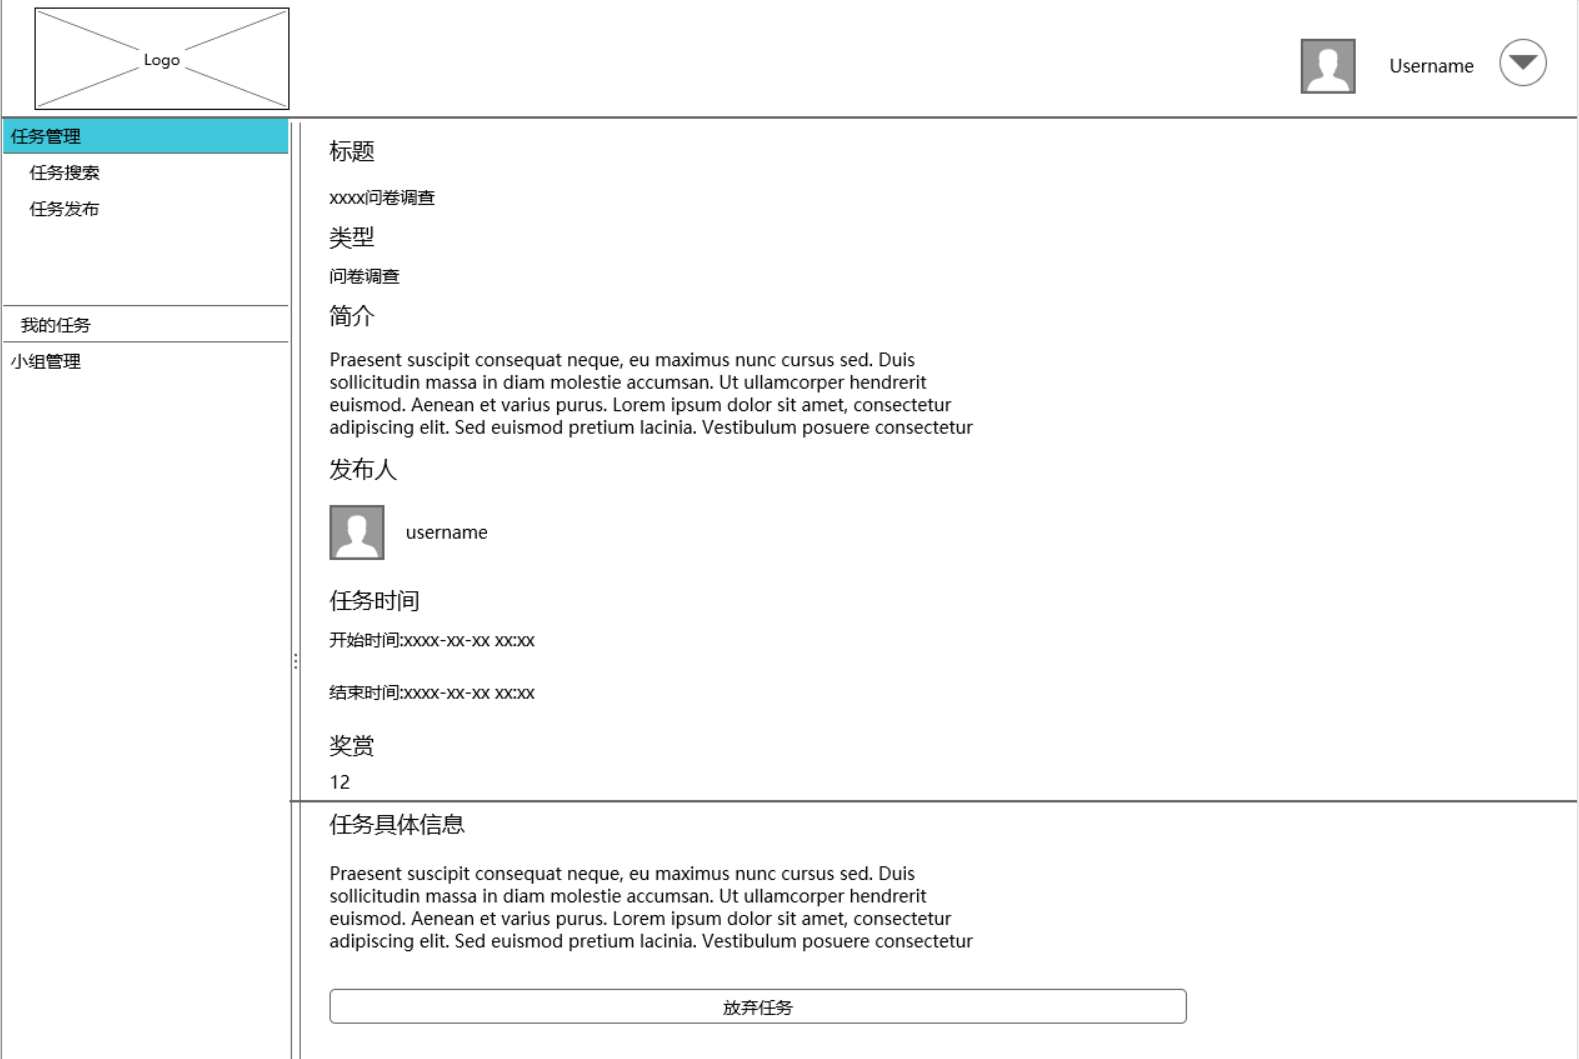 Logo
Username
任务管理
任务搜索
任务发布
我的任务
小组管理
标题
xxxx问卷调查
类型
问卷调查
简介
Praesent suscipit consequat neque, eu maximus nunc cursus sed. Duis
sollicitudin massa in diam molestie accumsan. Ut ullamcorper hendrerit
euismod. Aenean et varius purus. Lorem ipsum dolor sit amet, consectetur
adipiscing elit. Sed euismod pretium lacinia. Vestibulum posuere consectetur
发布人
username
任务时间
开始时间:xxxx-xx-xx xx:xx
结束时间:xxxx-xx-xx xx:xx
奖赏
12
任务具体信息
Praesent suscipit consequat neque, eu maximus nunc cursus sed. Duis
sollicitudin massa in diam molestie accumsan. Ut ullamcorper hendrerit
euismod. Aenean et varius purus. Lorem ipsum dolor sit amet, consectetur
adipiscing elit. Sed euismod pretium lacinia. Vestibulum posuere consectetur
放弃任务